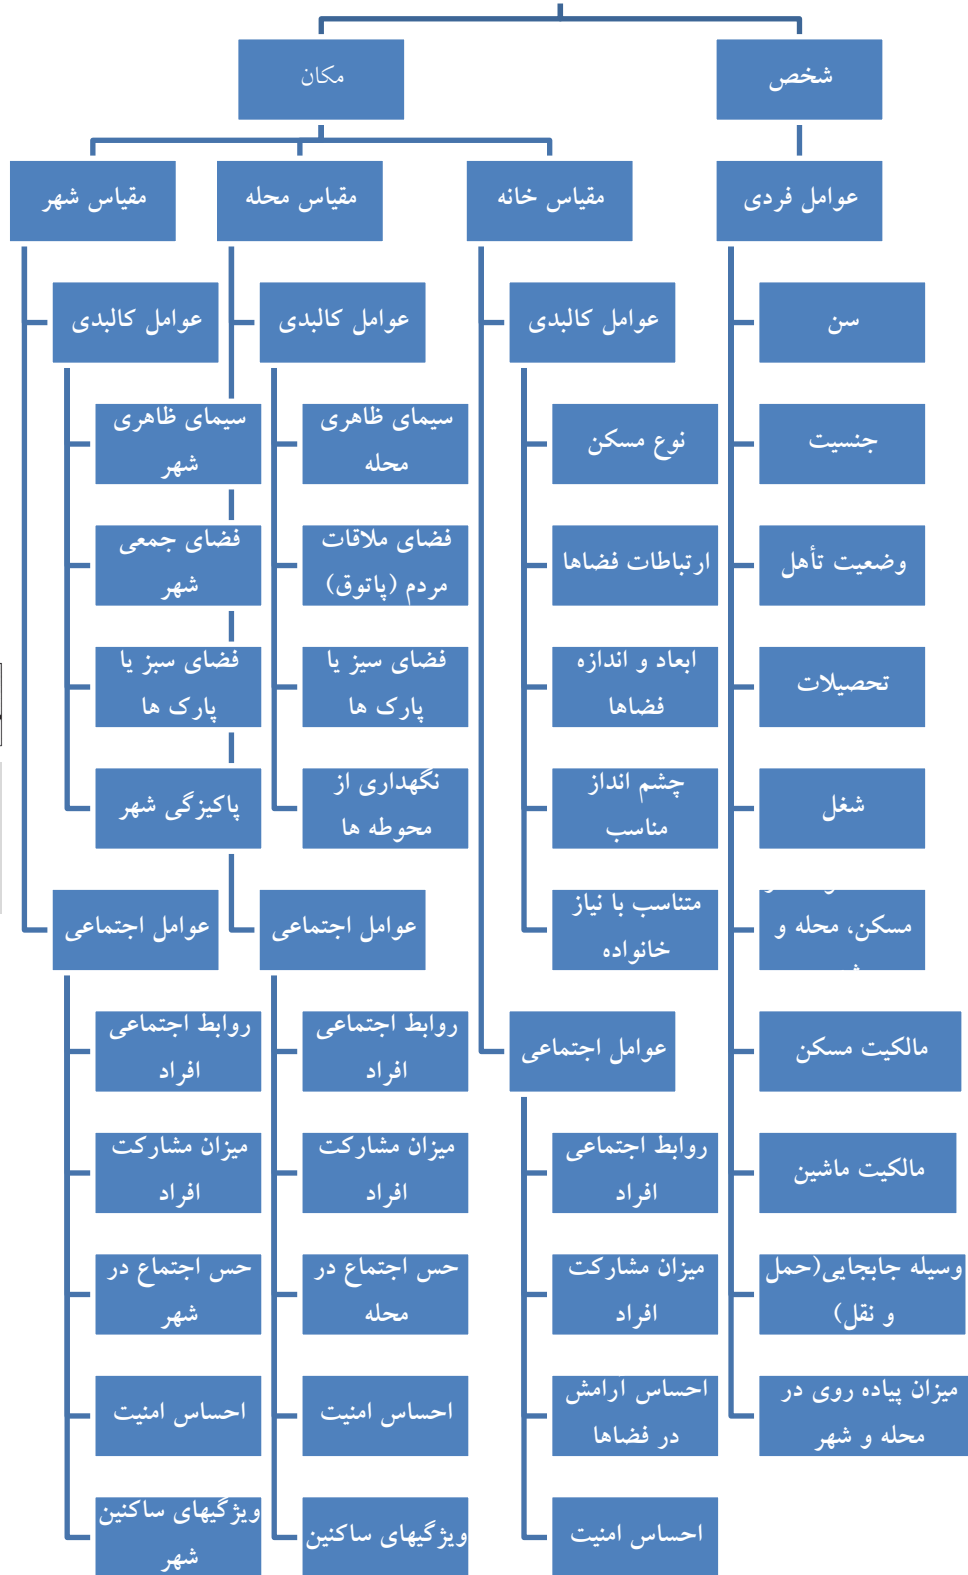 شخص
مکان
عوامل فردی
مقیاس خانه
مقیاس محله
مقیاس شهر
سن
جنسیت
وضعیت تأهل
تحصیلات
شغل
مسکن، محله و
مالکیت مسکن
مالکیت ماشین
وسیله جابجایی(حمل
و نقل)
میزان پیاده روی در
محله و شهر
عوامل کالبدی
نوع مسکن
ارتباطات فضاها
ابعاد و اندازه
فضاها
چشم انداز
مناسب
متناسب با نیاز
خانواده
عوامل اجتماعی
روابط اجتماعی
افراد
میزان مشارکت
افراد
احساس آرامش
در فضاها
احساس امنیت
عوامل کالبدی
سیمای ظاهری
محله
فضای ملاقات
مردم (پاتوق)
فضای سیز یا
پارک ها
نگهداری از
محوطه ها
عوامل اجتماعی
روابط اجتماعی
افراد
میزان مشارکت
افراد
حس اجتماع در
محله
احساس امنیت
ویژگیهای ساکنین
عوامل کالبدی
سیمای ظاهری
شهر
فضای جمعی
شهر
فضای سبز یا
پارک ها
پاکیزگی شهر
عوامل اجتماعی
روابط اجتماعی
افراد
میزان مشارکت
افراد
حس اجتماع در
شهر
احساس امنیت
ویژگیهای ساکنین
شهر